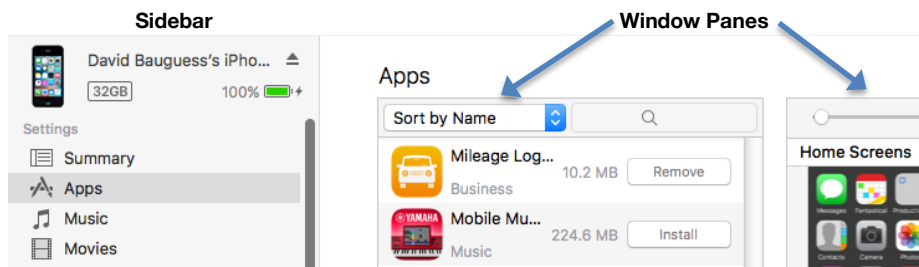 Sidebar
Window Panes
David Bauguess's iPho...
32GB
100%
Settings
Summary
Apps
Music
Movies
Apps
Sort by Name
Mileage Log...
Business
10.2 MB
Remove
YAMAHA
Mobile Mu...
Music
224.6 MB
Install
Home Screens
Messages
Fantastical
Contacts
Camera